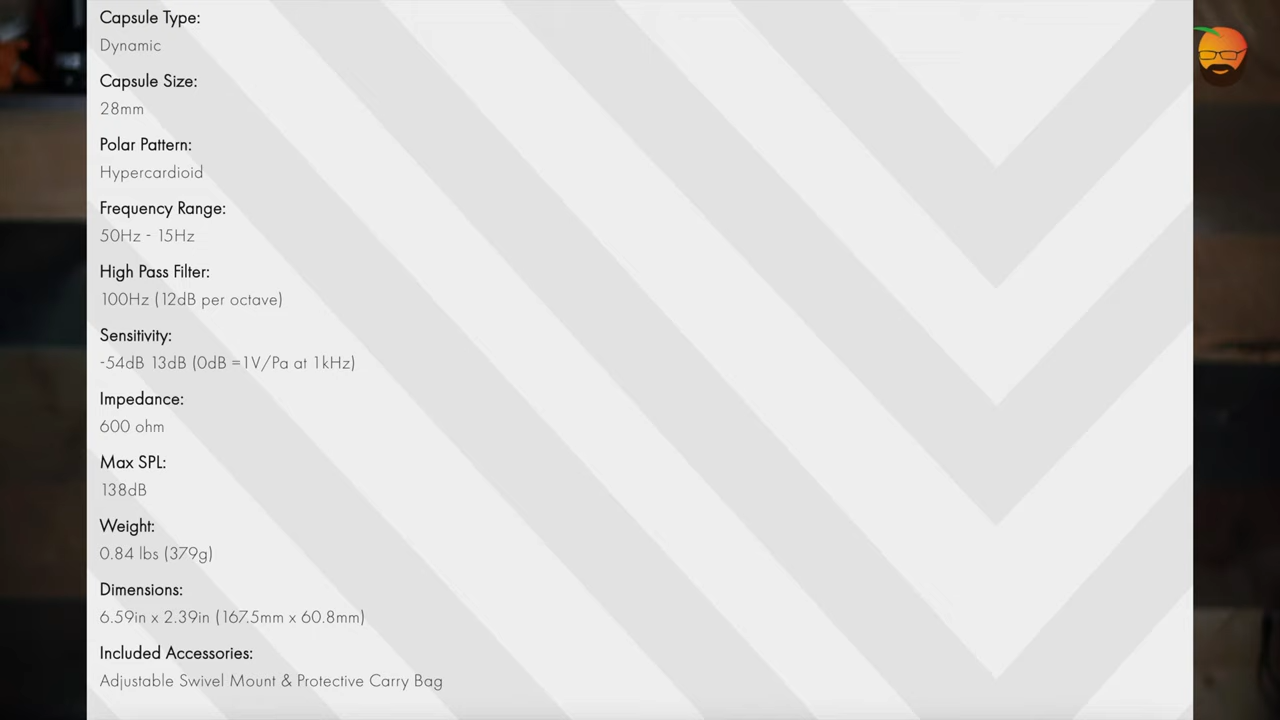 Capsule Type:
Dynamic
Capsule Size:
28mm
Polar Pattern:
Hypercardioid
Frequency Range:
50Hz - 15Hz
High Pass Filter:
100Hz (12dB per octave)
Sensitivity:
-54dB 13dB (0dB =1V/Pa at 1kHz)
Impedance:
600 ohm
Max SPL:
138dB
Weight:
0.84 lbs (379g)
Dimensions:
6.59in x 2.39in (167.5mm x 60.8mm)
Included Accessories:
Adjustable Swivel Mount & Protective Carry Bag